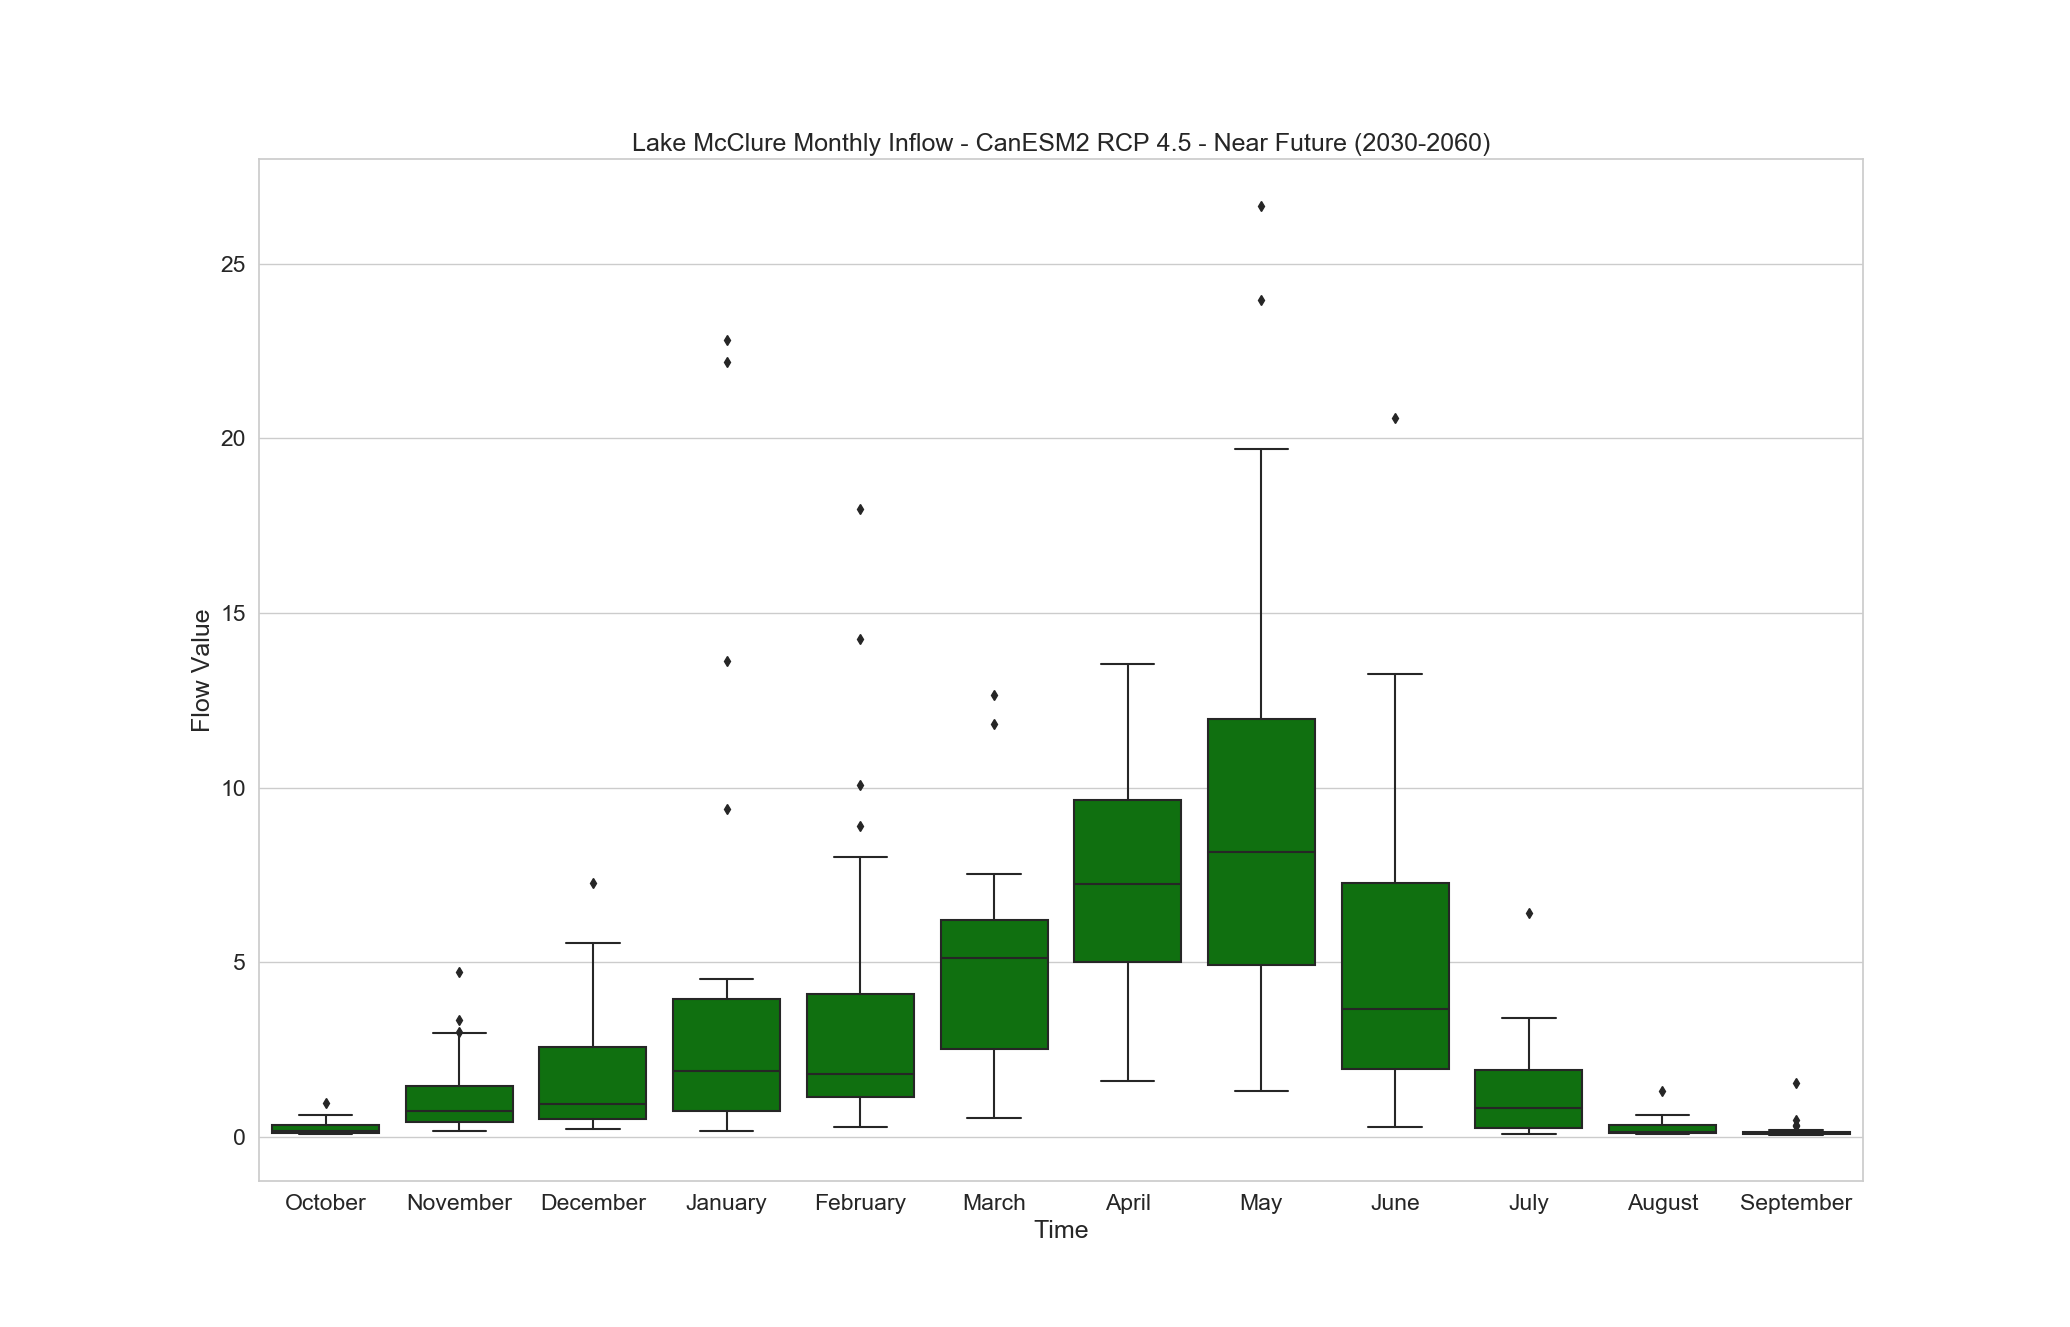 Lake McClure Monthly Inflow - CanESM2 RCP 4.5 - Near Future (2030-2060)
Flow Value
25
20
15
10
5
0
October November December January February March April May June July August September
Time